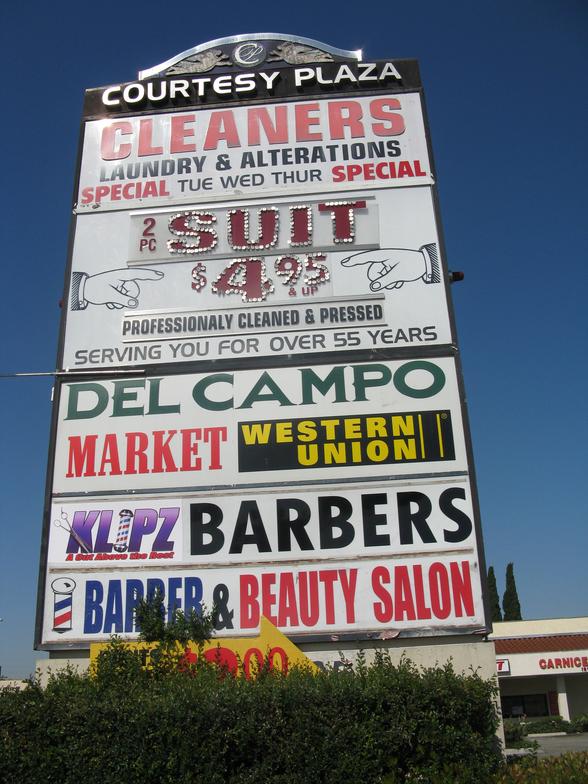 COURTESY PLAZA
CLEANERS
LAUNDRY & ALTERATIONS
SPECIAL TUE WED THUR SPECIAL
2 PC SUIT
$4.95 & UP
PROFESSIONALY CLEANED & PRESSED
SERVING YOU FOR OVER 55 YEARS
DEL CAMPO
MARKET WESTERN UNION
KLIPZ BARBERS
A Cut Above the Rest
BARBER & BEAUTY SALON